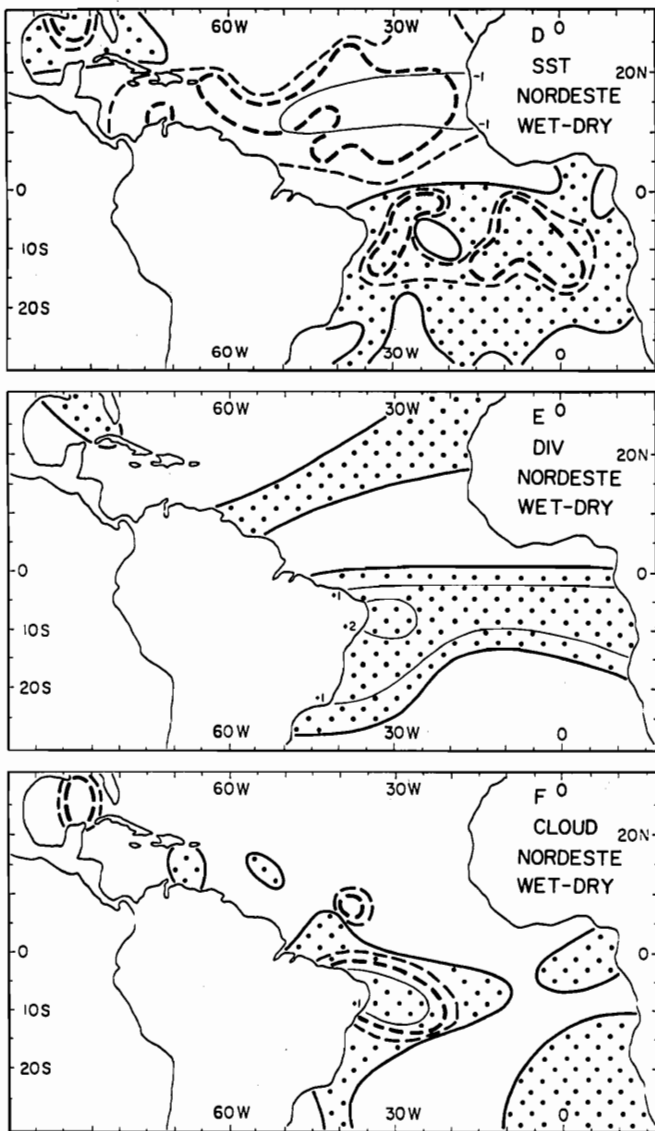 60W 30W 0
D
SST
NORDESTE
WET-DRY
20N
-1
-1
0 0
10S
20S
60W 30W 0
60W 30W 0
E
DIV
NORDESTE
WET-DRY
20N
0 0
+1
+2
10S
20S
+1
60W 30W 0
60W 30W 0
F
CLOUD
20N
NORDESTE
WET-DRY
0 0
+1
10S
20S
60W 30W 0